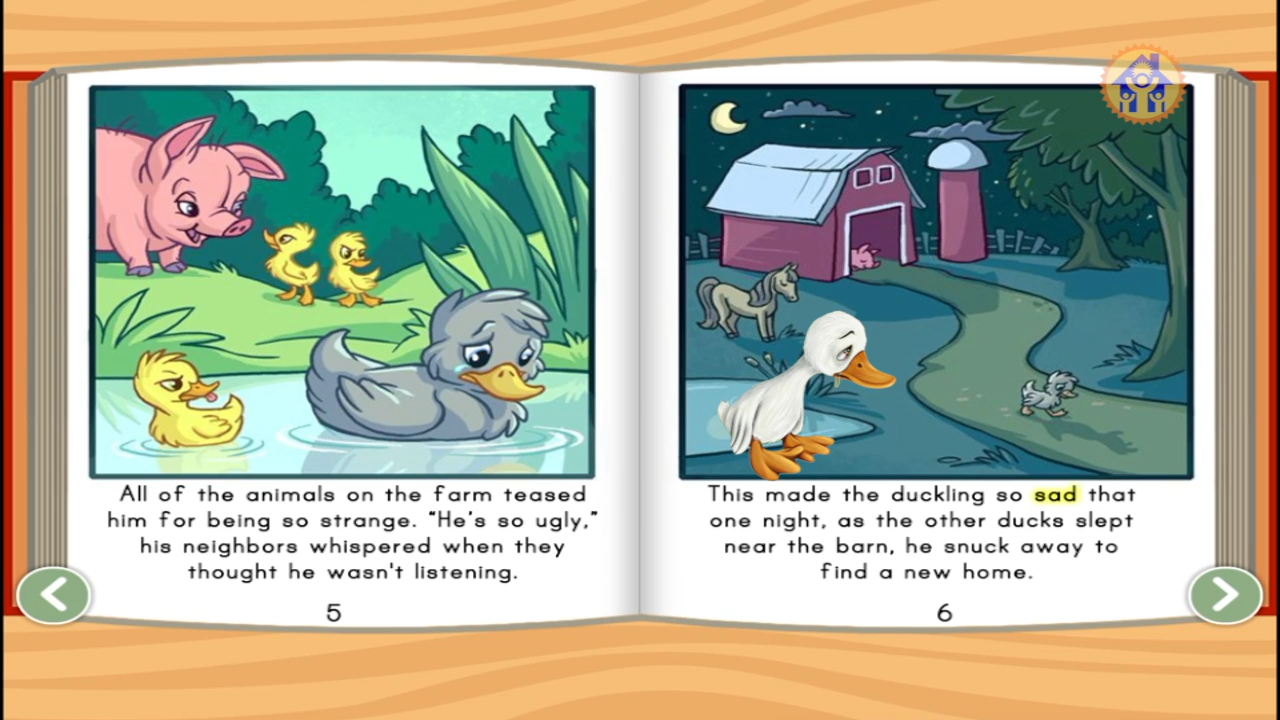 All of the animals on the farm teased
him for being so strange. “He's so ugly,”
his neighbors whispered when they
thought he wasn't listening.
5
This made the duckling so sad that
one night, as the other ducks slept
near the barn, he snuck away to
find a new home.
6